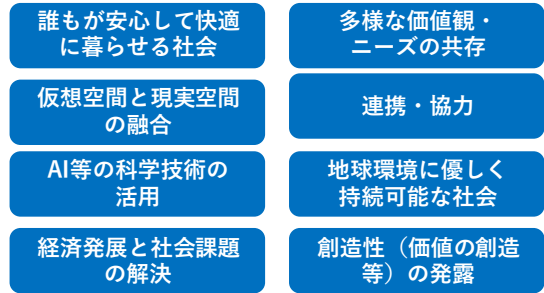 誰もが安心して快適
に暮らせる社会
多様な価値観・
ニーズの共存
仮想空間と現実空間
の融合
連携・協力
AI等の科学技術の
活用
地球環境に優しく
持続可能な社会
経済発展と社会課題
の解決
創造性（価値の創造
等）の発露